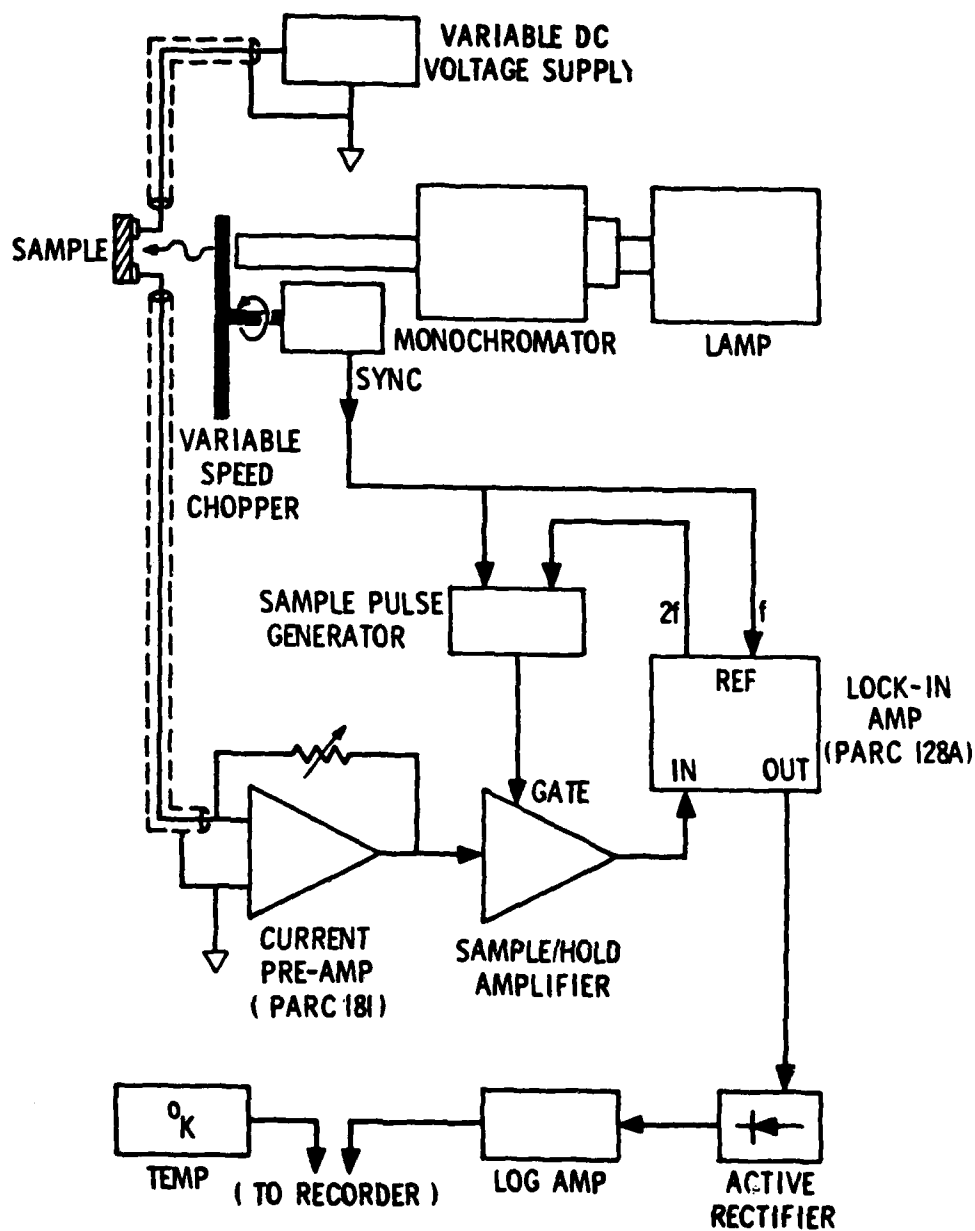 VARIABLE DC
VOLTAGE SUPPLY
SAMPLE
MONOCHROMATOR
LAMP
SYNC
VARIABLE
SPEED
CHOPPER
SAMPLE PULSE
GENERATOR
2f
f
REF
LOCK-IN
AMP
(PARC 128A)
IN
OUT
GATE
CURRENT
PRE-AMP
( PARC 181)
SAMPLE/HOLD
AMPLIFIER
°K
TEMP
( TO RECORDER )
LOG AMP
ACTIVE
RECTIFIER